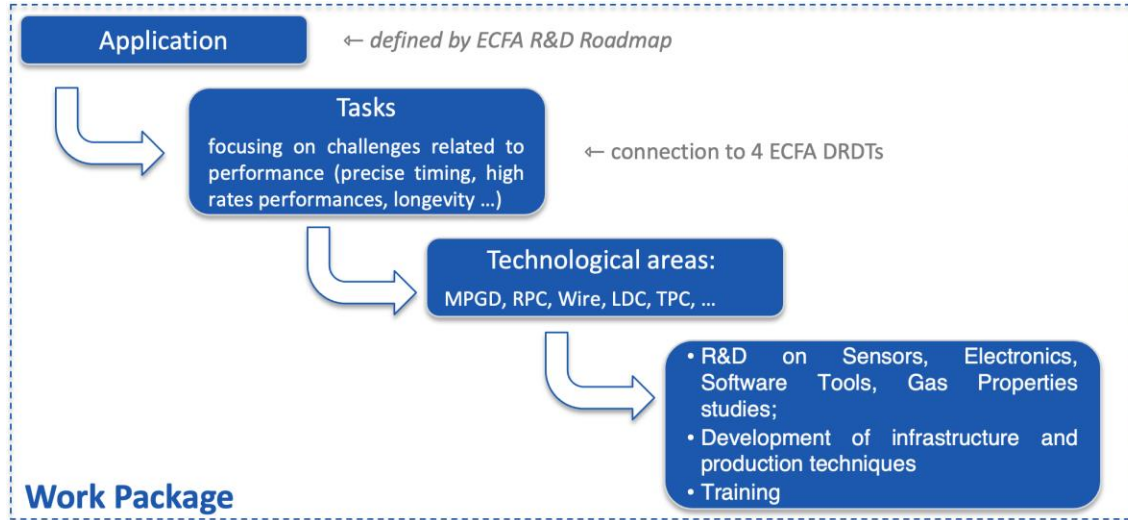 Application
⇐ defined by ECFA R&D Roadmap
Tasks
focusing on challenges related to
performance (precise timing, high
rates performances, longevity ...)
⇐ connection to 4 ECFA DRDTs
Technological areas:
MPGD, RPC, Wire, LDC, TPC, ...
• R&D on Sensors, Electronics,
Software Tools, Gas Properties
studies;
• Development of infrastructure and
production techniques
• Training
Work Package